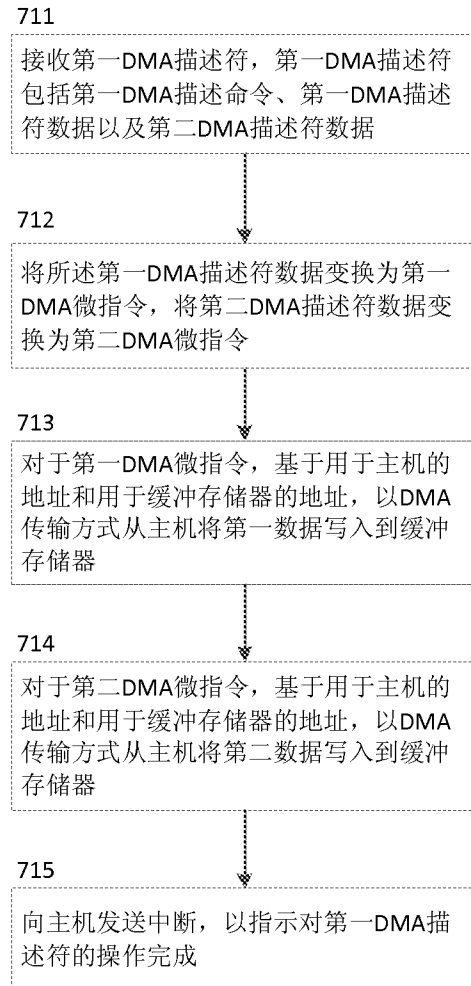 711
接收第一DMA描述符，第一DMA描述符
包括第一DMA描述命令、第一DMA描述
符数据以及第二DMA描述符数据
712
将所述第一DMA描述符数据变换为第一
DMA微指令，将第二DMA描述符数据变
换为第二DMA微指令
713
对于第一DMA微指令，基于用于主机的
地址和用于缓冲存储器的地址，以DMA
传输方式从主机将第一数据写入到缓冲
存储器
714
对于第二DMA微指令，基于用于主机的
地址和用于缓冲存储器的地址，以DMA
传输方式从主机将第二数据写入到缓冲
存储器
715
向主机发送中断，以指示对第一DMA描
述符的操作完成